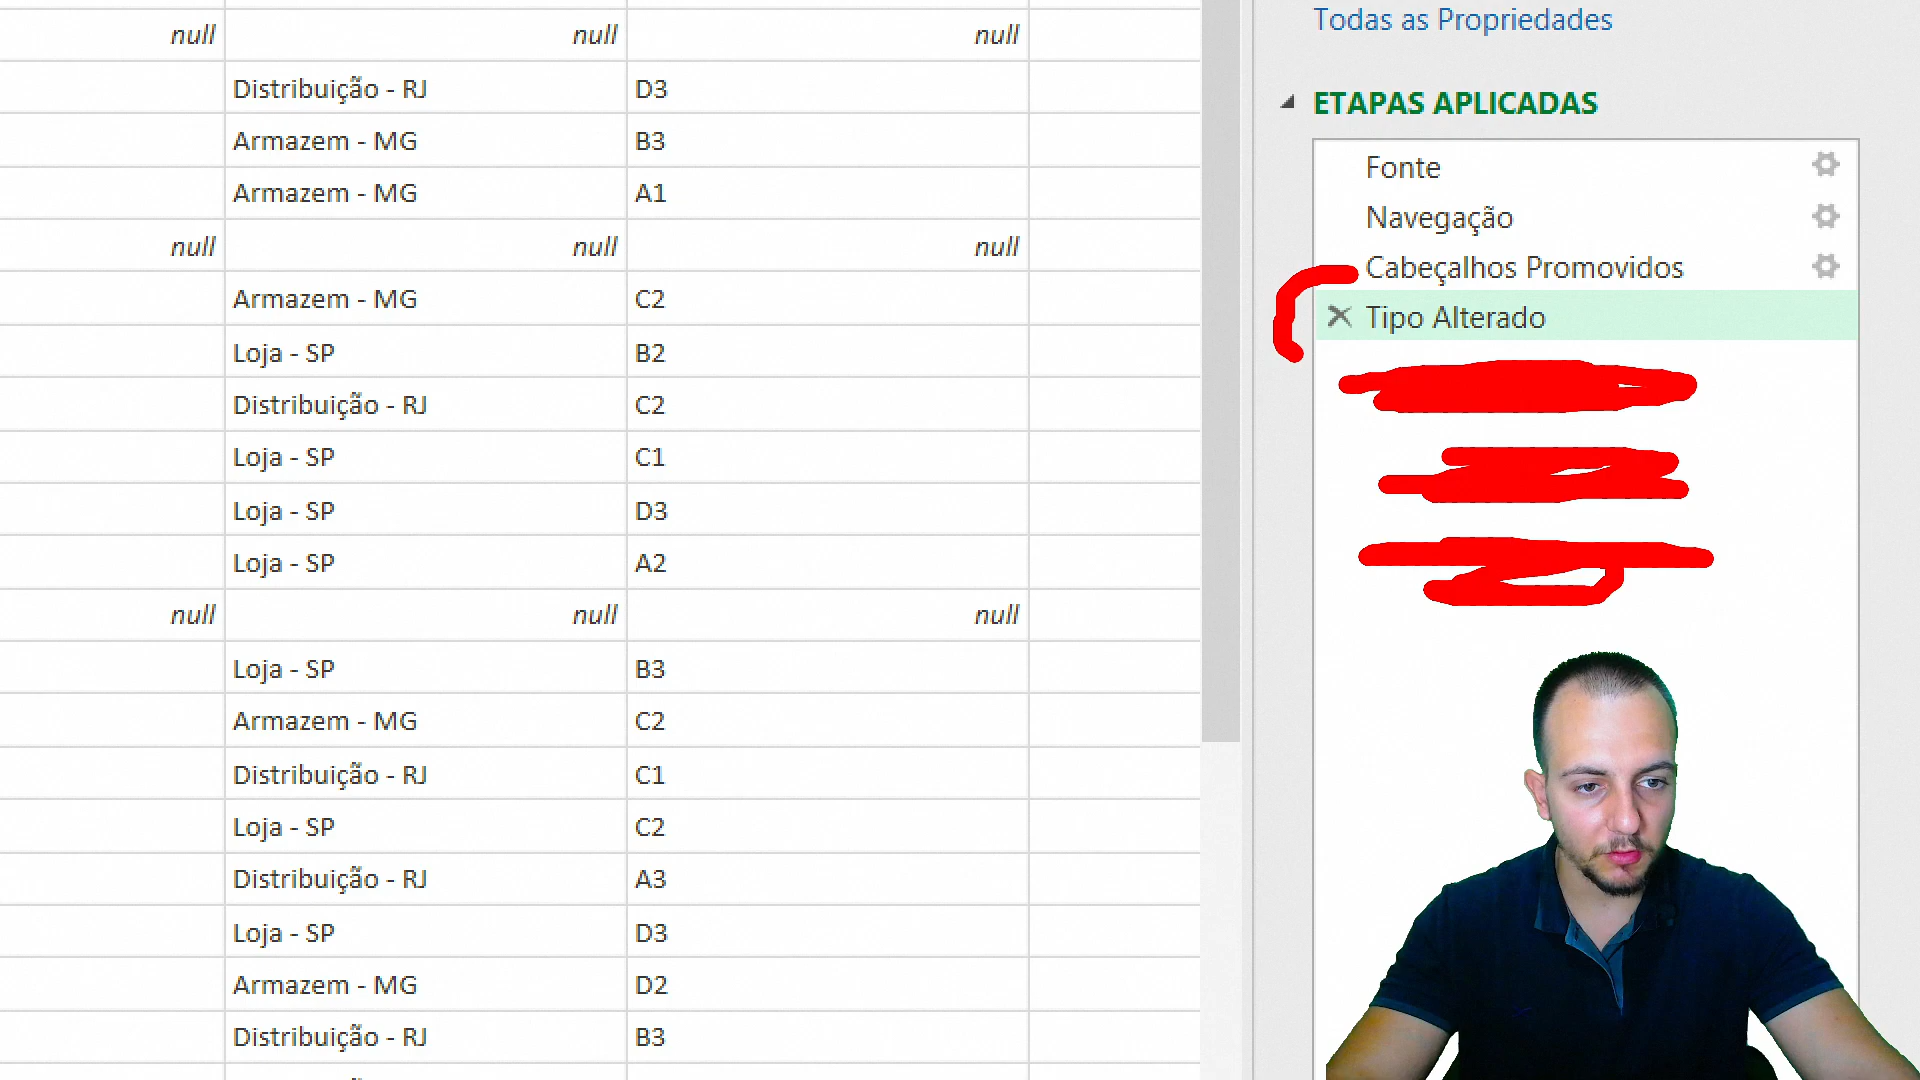 null null null
Distribuição - RJ D3
Armazem - MG B3
Armazem - MG A1
null null null
Armazem - MG C2
Loja - SP B2
Distribuição - RJ C2
Loja - SP C1
Loja - SP D3
Loja - SP A2
null null null
Loja - SP B3
Armazem - MG C2
Distribuição - RJ C1
Loja - SP C2
Distribuição - RJ A3
Loja - SP D3
Armazem - MG D2
Distribuição - RJ B3
Todas as Propriedades
ETAPAS APLICADAS
Fonte
Navegação
Cabeçalhos Promovidos
Tipo Alterado